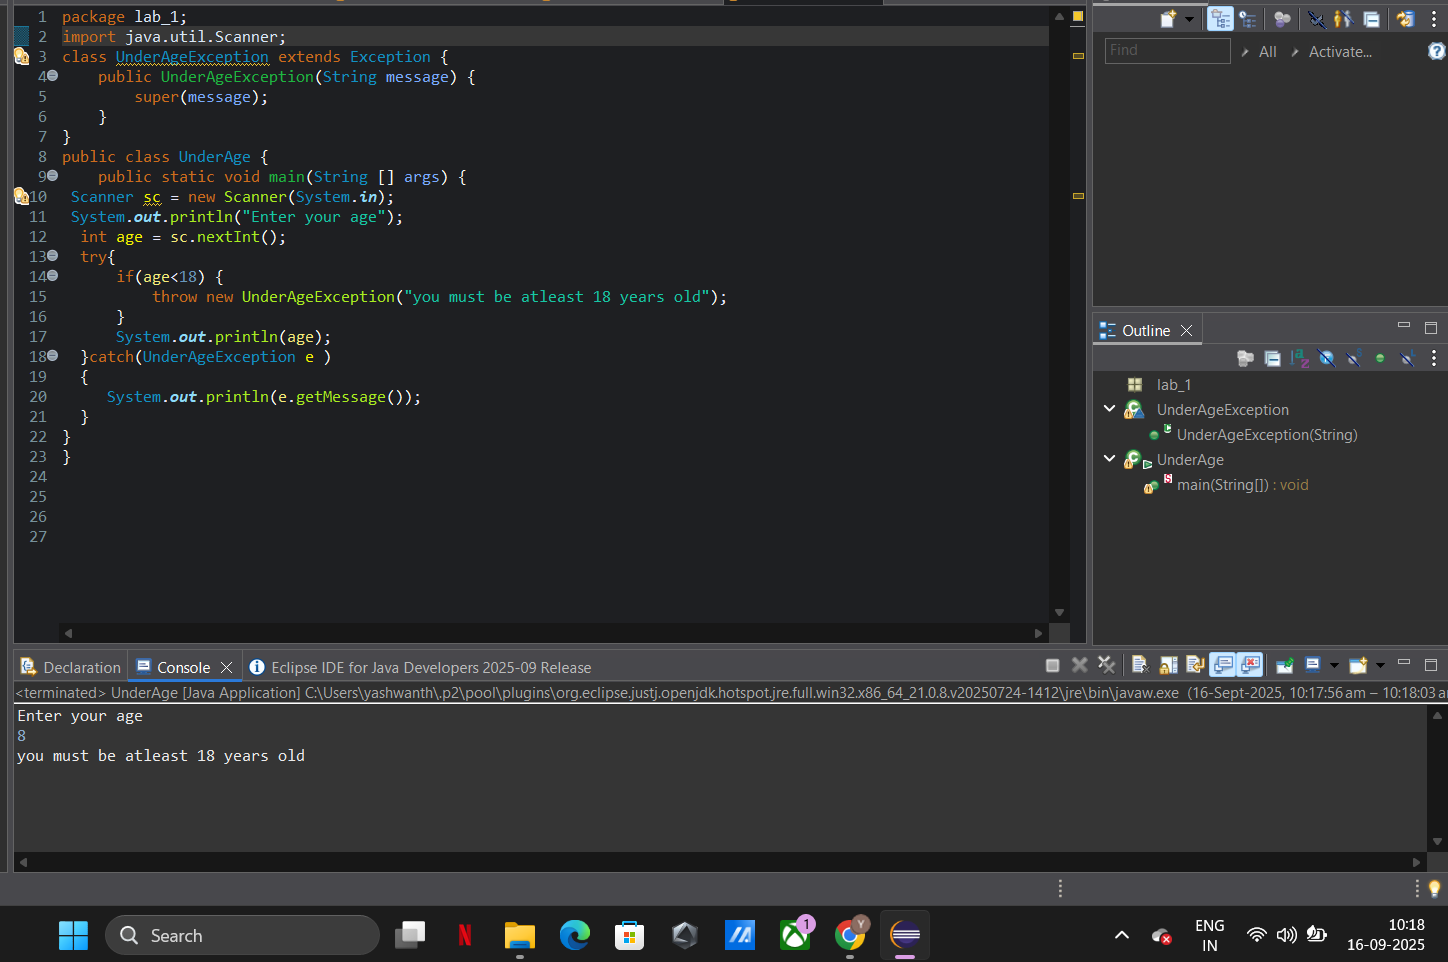 1 package lab_1;
2 import java.util.Scanner;
3 class UnderAgeException extends Exception {
4 public UnderAgeException(String message) {
5 super(message);
6 }
7 }
8 public class UnderAge {
9 public static void main(String [] args) {
10 Scanner sc = new Scanner(System.in);
11 System.out.println("Enter your age");
12 int age = sc.nextInt();
13 try{
14 if(age<18) {
15 throw new UnderAgeException("you must be atleast 18 years old");
16 }
17 System.out.println(age);
18 }catch(UnderAgeException e )
19 {
20 System.out.println(e.getMessage());
21 }
22 }
23 }
24
25
26
27
Find All Activate...
Outline
lab_1
UnderAgeException
UnderAgeException(String)
UnderAge
main(String[]) : void
Declaration Console Eclipse IDE for Java Developers 2025-09 Release
<terminated> UnderAge [Java Application] C:\Users\yashwanth\.p2\pool\plugins\org.eclipse.justj.openjdk.hotspot.jre.full.win32.x86_64_21.0.8.v20250724-1412\jre\bin\javaw.exe (16-Sept-2025, 10:17:56 am – 10:18:03 a
Enter your age
8
you must be atleast 18 years old
Search
1
Y
ENG
IN
10:18
16-09-2025